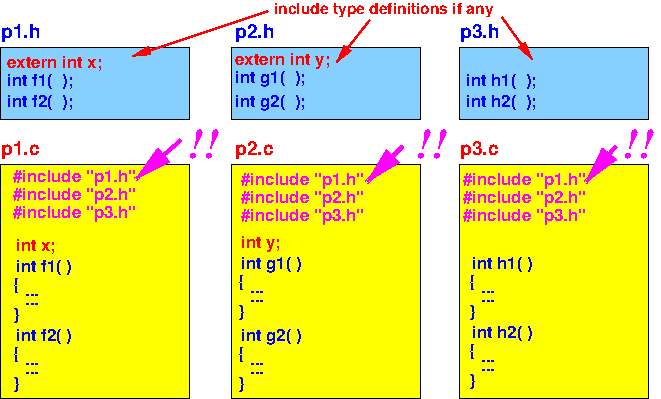 include type definitions if any
p1.h
extern int x;
int f1( );
int f2( );
p2.h
extern int y;
int g1( );
int g2( );
p3.h
int h1( );
int h2( );
p1.c
!!
#include "p1.h"
#include "p2.h"
#include "p3.h"
int x;
int f1( )
{
...
...
}
int f2( )
{
...
...
}
p2.c
!!
#include "p1.h"
#include "p2.h"
#include "p3.h"
int y;
int g1( )
{
...
...
}
int g2( )
{
...
...
}
p3.c
!!
#include "p1.h"
#include "p2.h"
#include "p3.h"
int h1( )
{
...
...
}
int h2( )
{
...
...
}